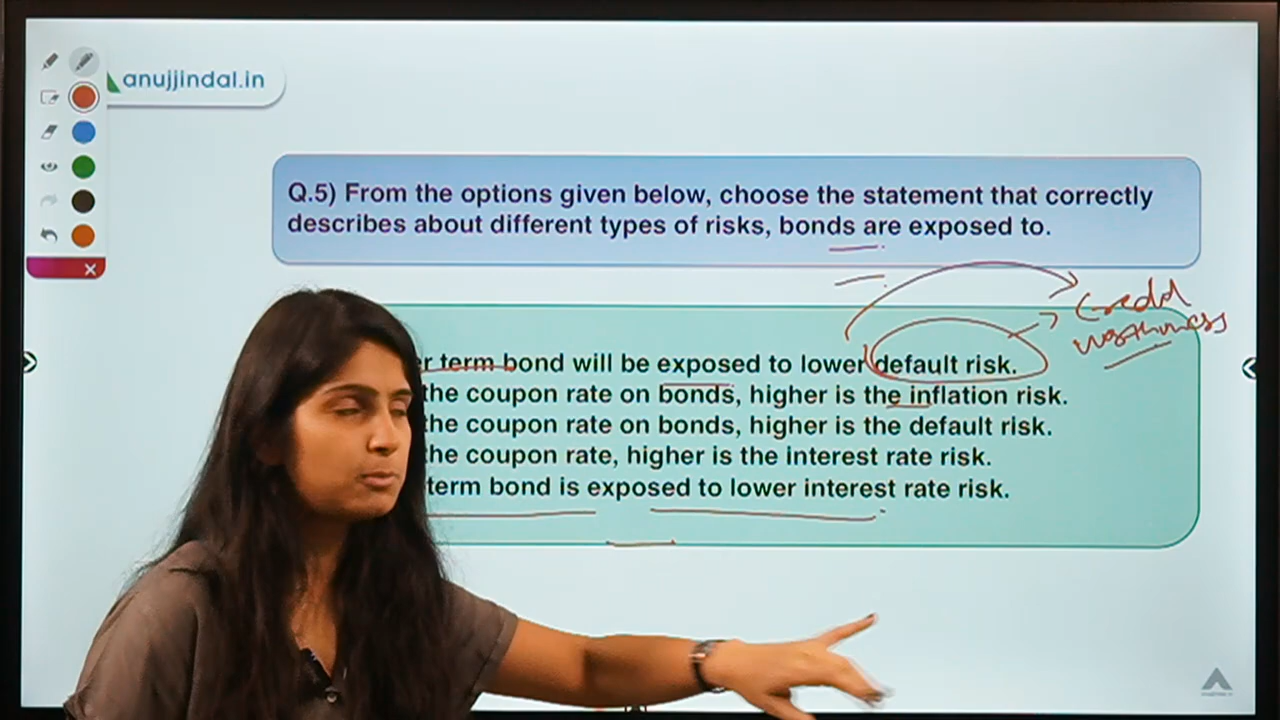 anujjindal.in
Q.5) From the options given below, choose the statement that correctly
describes about different types of risks, bonds are exposed to.
term bond will be exposed to lower default risk.
the coupon rate on bonds, higher is the inflation risk.
the coupon rate on bonds, higher is the default risk.
the coupon rate, higher is the interest rate risk.
term bond is exposed to lower interest rate risk.
worthiness